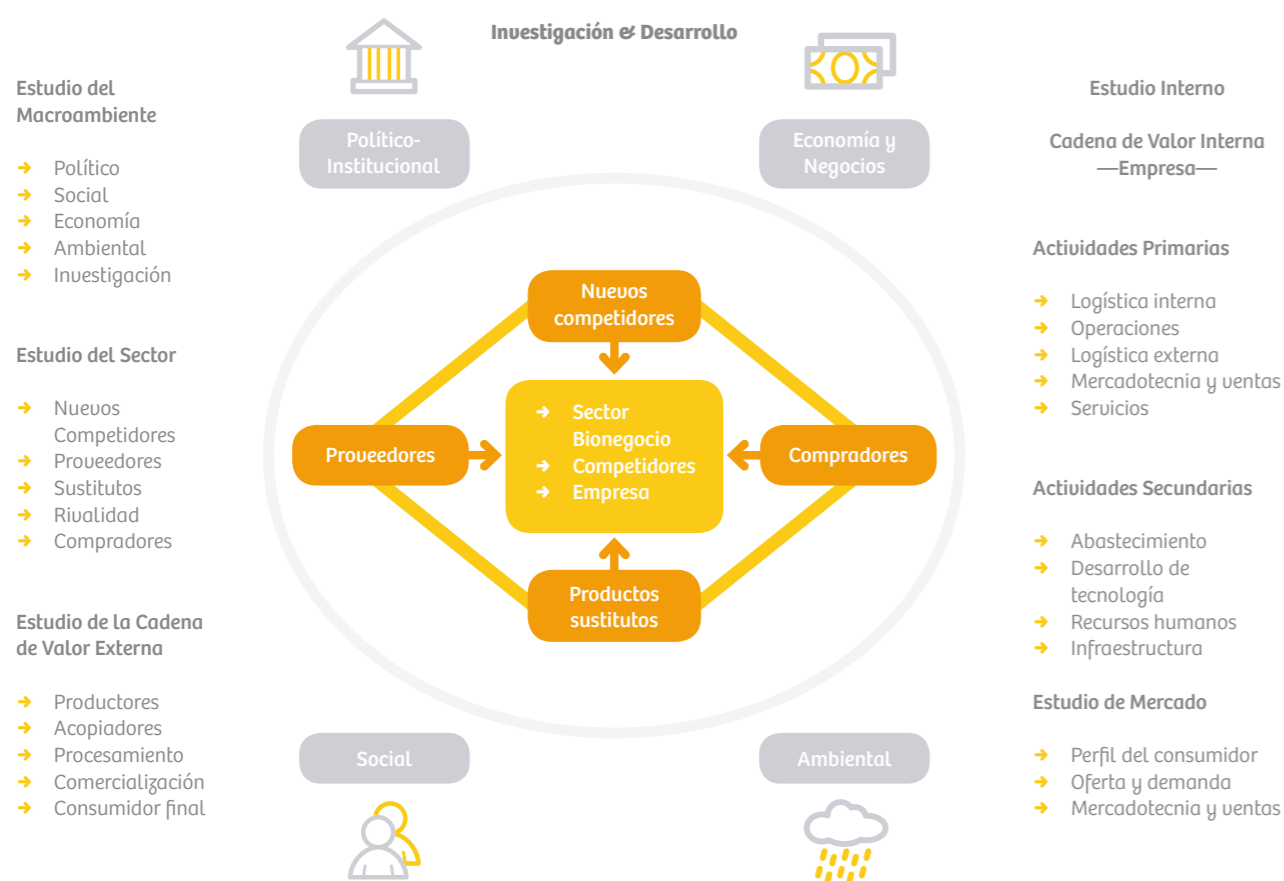 Investigación & Desarrollo
Estudio del
Macroambiente
Político
Social
Economía
Ambiental
Investigación
Estudio del Sector
Nuevos
Competidores
Proveedores
Sustitutos
Rivalidad
Compradores
Estudio de la Cadena
de Valor Externa
Productores
Acopiadores
Procesamiento
Comercialización
Consumidor final
Político-
Institucional
Economía y
Negocios
Nuevos
competidores
Proveedores
Sector
Bionegocio
Competidores
Empresa
Compradores
Productos
sustitutos
Social
Ambiental
Estudio Interno
Cadena de Valor Interna
—Empresa—
Actividades Primarias
Logística interna
Operaciones
Logística externa
Mercadotecnia y ventas
Servicios
Actividades Secundarias
Abastecimiento
Desarrollo de
tecnología
Recursos humanos
Infraestructura
Estudio de Mercado
Perfil del consumidor
Oferta y demanda
Mercadotecnia y ventas